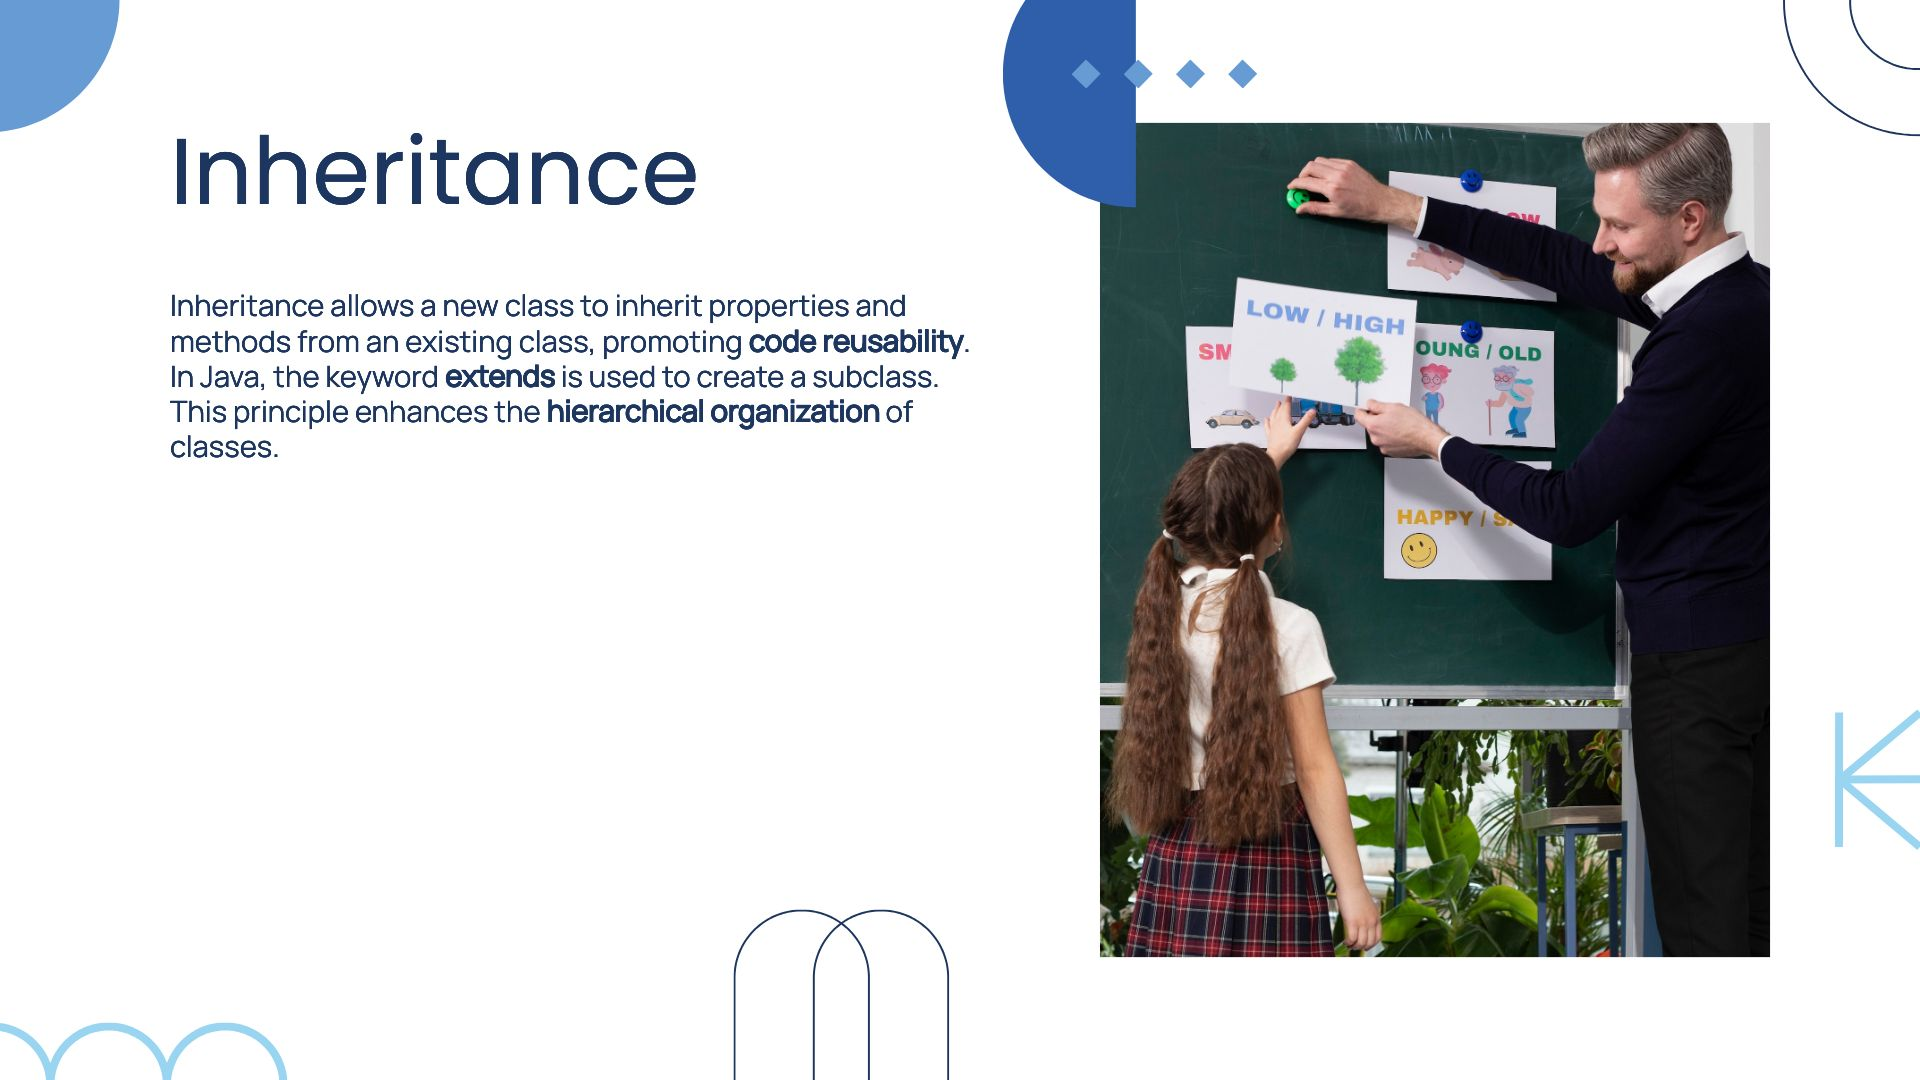 Inheritance
Inheritance allows a new class to inherit properties and
methods from an existing class, promoting code reusability.
In Java, the keyword extends is used to create a subclass.
This principle enhances the hierarchical organization of
classes.
LOW / HIGH
OUNG / OLD
HAPPY /